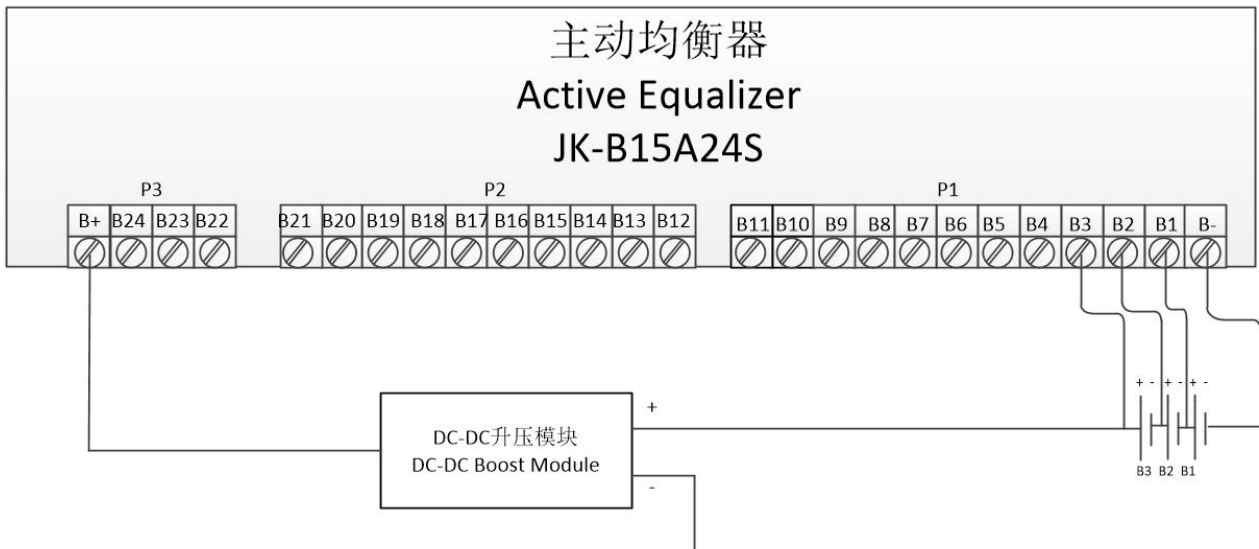 主动均衡器
Active Equalizer
JK-B15A24S
P3 P2 P1
B+ B24 B23 B22 B21 B20 B19 B18 B17 B16 B15 B14 B13 B12 B11 B10 B9 B8 B7 B6 B5 B4 B3 B2 B1 B-
+ - + - + -
+
DC-DC升压模块
DC-DC Boost Module
-
B3 B2 B1